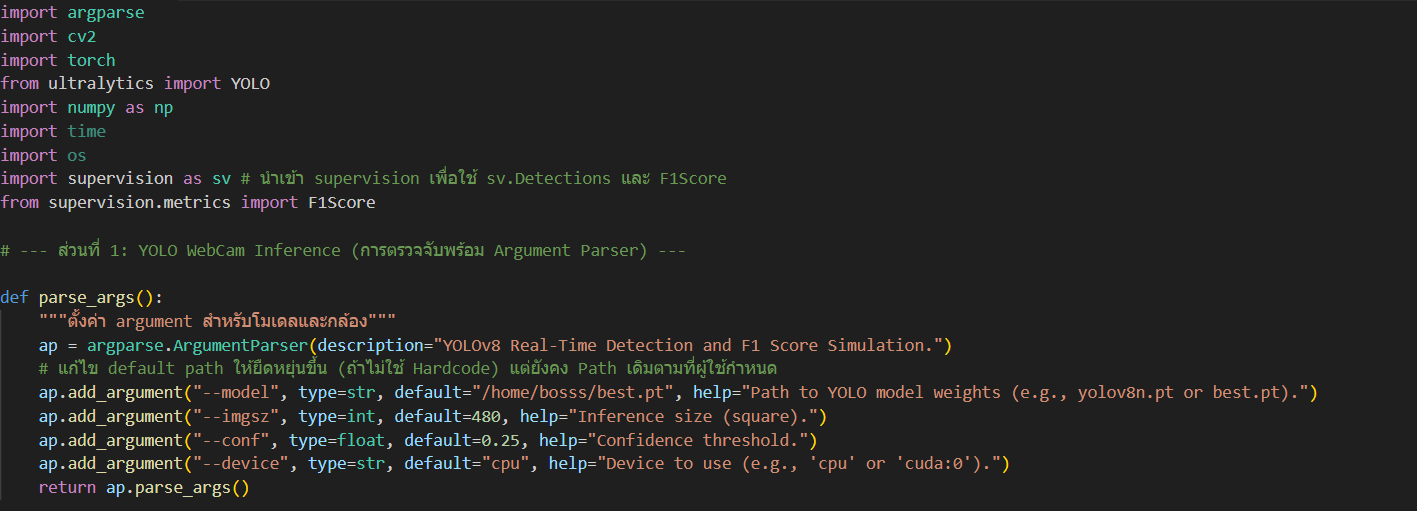 import argparse
import cv2
import torch
from ultralytics import YOLO
import numpy as np
import time
import os
import supervision as sv # นำเข้า supervision เพื่อใช้ sv.Detections และ F1Score
from supervision.metrics import F1Score
# --- ส่วนที่ 1: YOLO WebCam Inference (การตรวจจับพร้อม Argument Parser) ---
def parse_args():
    """ตั้งค่า argument สำหรับโมเดลและกล้อง"""
    ap = argparse.ArgumentParser(description="YOLOv8 Real-Time Detection and F1 Score Simulation.")
    # แก้ไข default path ให้ยืดหยุ่นขึ้น (ถ้าไม่ใช้ Hardcode) แต่ยังคง Path เดิมตามที่ผู้ใช้กำหนด
    ap.add_argument("--model", type=str, default="/home/bosss/best.pt", help="Path to YOLO model weights (e.g., yolov8n.pt or best.pt).")
    ap.add_argument("--imgsz", type=int, default=480, help="Inference size (square).")
    ap.add_argument("--conf", type=float, default=0.25, help="Confidence threshold.")
    ap.add_argument("--device", type=str, default="cpu", help="Device to use (e.g., 'cpu' or 'cuda:0').")
    return ap.parse_args()